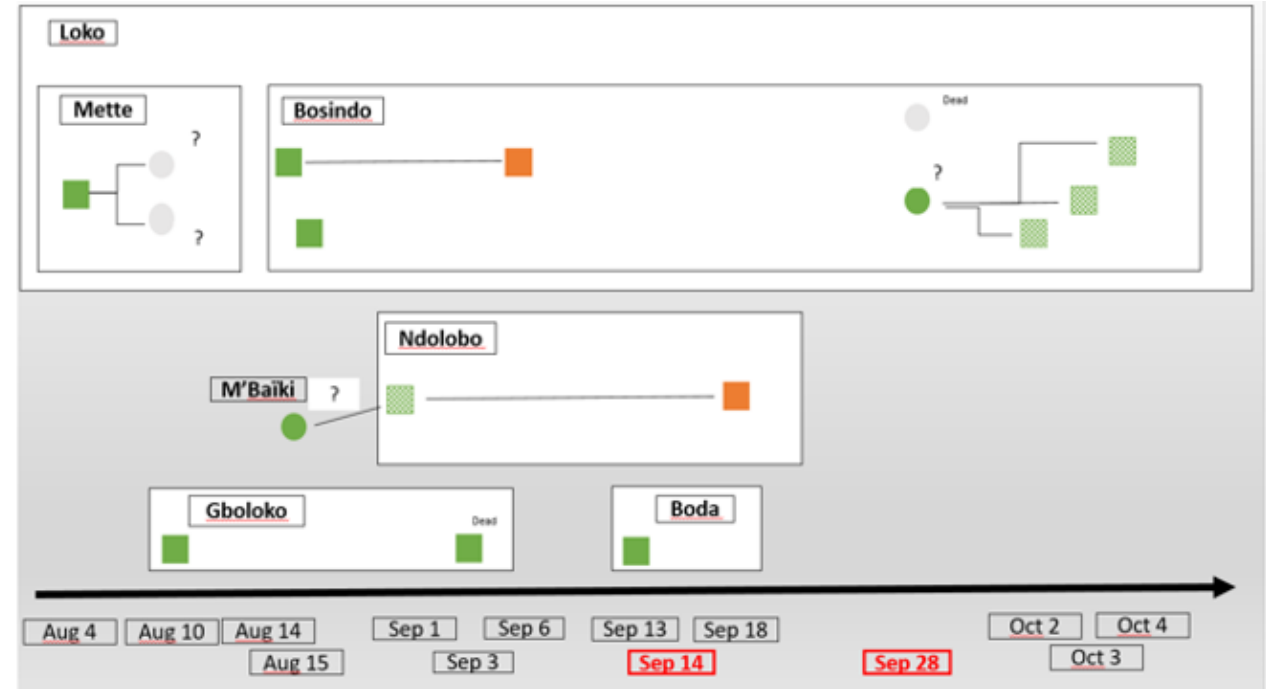 Loko
Mette
?
?
Bosindo
Dead
?
Ndolobo
M'Baïki
?
Gboloko
Dead
Boda
Aug 4
Aug 10
Aug 14
Sep 1
Sep 6
Sep 13
Sep 18
Oct 2
Oct 4
Aug 15
Sep 3
Sep 14
Sep 28
Oct 3